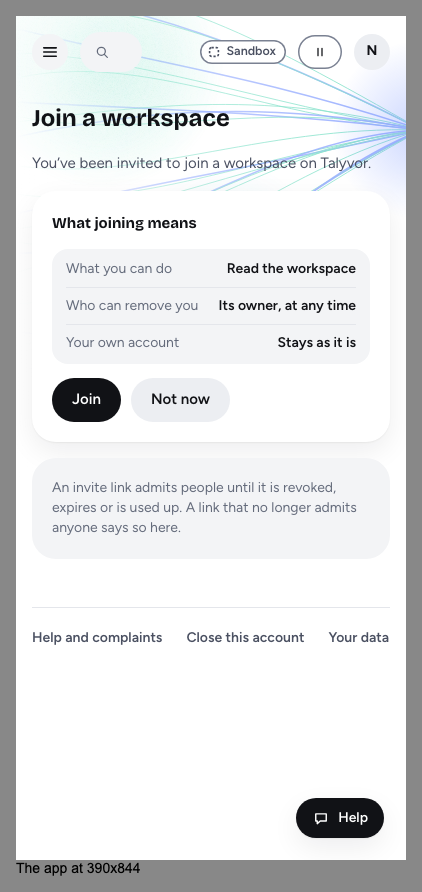 Sandbox
N
Join a workspace
You've been invited to join a workspace on Talyvor.
What joining means
What you can do Read the workspace
Who can remove you Its owner, at any time
Your own account Stays as it is
Join Not now
An invite link admits people until it is revoked,
expires or is used up. A link that no longer admits
anyone says so here.
Help and complaints Close this account Your data
Help
The app at 390x844